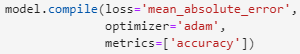 model.compile(loss='mean_absolute_error',
optimizer='adam',
metrics=['accuracy'])